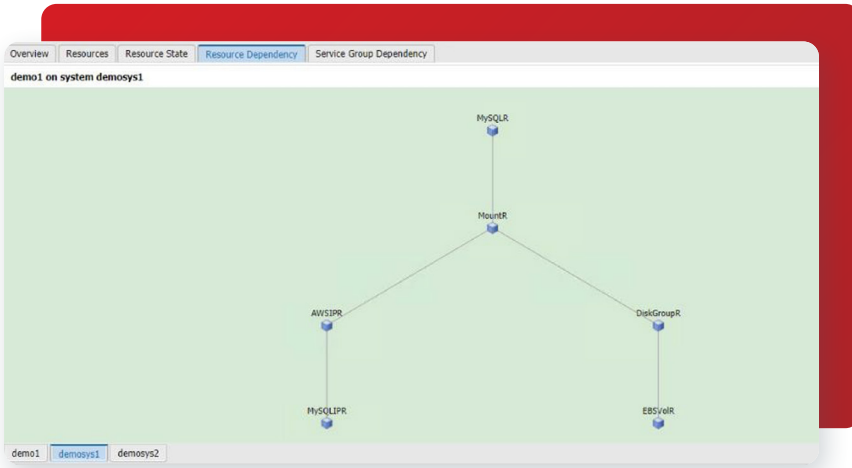 Overview Resources Resource State Resource Dependency Service Group Dependency
demo1 on system demosys1
MySQLR
MountR
AWSIPR DiskGroupR
MySQLIPR EBSVolR
demo1 demosys1 demosys2